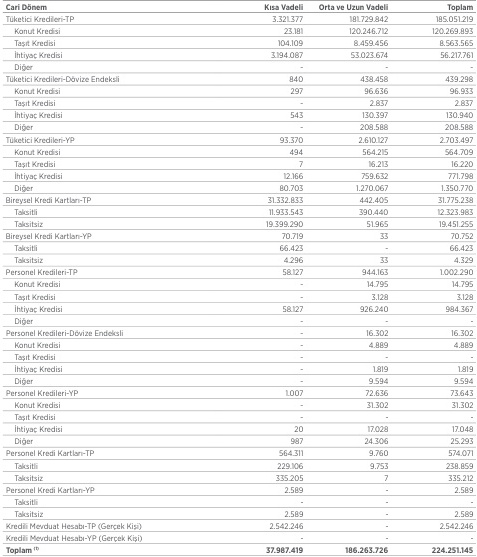 Cari Dönem Kısa Vadeli Orta ve Uzun Vadeli Toplam
Tüketici Kredileri-TP 3.321.377 181.729.842 185.051.219
Konut Kredisi 23.181 120.246.712 120.269.893
Taşıt Kredisi 104.109 8.459.456 8.563.565
İhtiyaç Kredisi 3.194.087 53.023.674 56.217.761
Diğer - - -
Tüketici Kredileri-Dövize Endeksli 840 438.458 439.298
Konut Kredisi 297 96.636 96.933
Taşıt Kredisi - 2.837 2.837
İhtiyaç Kredisi 543 130.397 130.940
Diğer - 208.588 208.588
Tüketici Kredileri-YP 93.370 2.610.127 2.703.497
Konut Kredisi 494 564.215 564.709
Taşıt Kredisi 7 16.213 16.220
İhtiyaç Kredisi 12.166 759.632 771.798
Diğer 80.703 1.270.067 1.350.770
Bireysel Kredi Kartları-TP 31.332.833 442.405 31.775.238
Taksitli 11.933.543 390.440 12.323.983
Taksitsiz 19.399.290 51.965 19.451.255
Bireysel Kredi Kartları-YP 70.719 33 70.752
Taksitli 66.423 - 66.423
Taksitsiz 4.296 33 4.329
Personel Kredileri-TP 58.127 944.163 1.002.290
Konut Kredisi - 14.795 14.795
Taşıt Kredisi - 3.128 3.128
İhtiyaç Kredisi 58.127 926.240 984.367
Diğer - - -
Personel Kredileri-Dövize Endeksli - 16.302 16.302
Konut Kredisi - 4.889 4.889
Taşıt Kredisi - - -
İhtiyaç Kredisi - 1.819 1.819
Diğer - 9.594 9.594
Personel Kredileri-YP 1.007 72.636 73.643
Konut Kredisi - 31.302 31.302
Taşıt Kredisi - - -
İhtiyaç Kredisi 20 17.028 17.048
Diğer 987 24.306 25.293
Personel Kredi Kartları-TP 564.311 9.760 574.071
Taksitli 229.106 9.753 238.859
Taksitsiz 335.205 7 335.212
Personel Kredi Kartları-YP 2.589 - 2.589
Taksitli - - -
Taksitsiz 2.589 - 2.589
Kredili Mevduat Hesabı-TP (Gerçek Kişi) 2.542.246 - 2.542.246
Kredili Mevduat Hesabı-YP (Gerçek Kişi) - - -
Toplam (1) 37.987.419 186.263.726 224.251.145